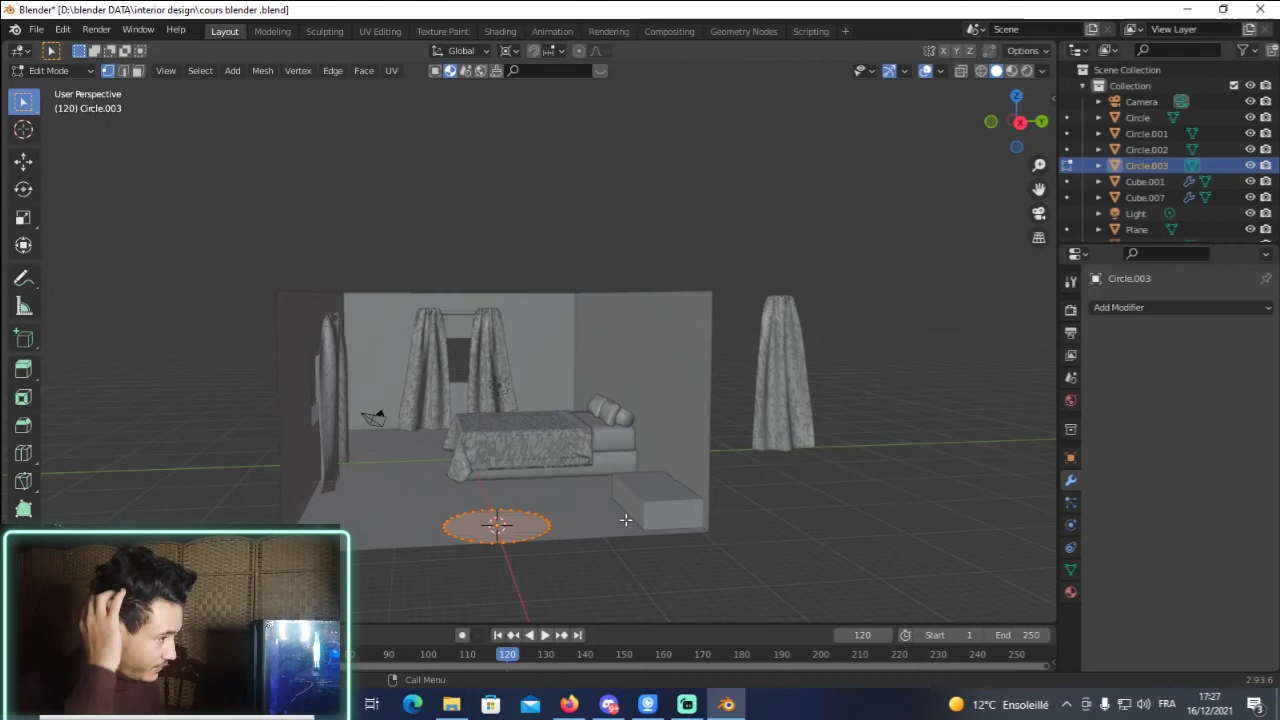 Blender* [D:\blender DATA\interior design\cours blender .blend]
File Edit Render Window Help Layout Modeling Sculpting UV Editing Texture Paint Shading Animation Rendering Compositing Geometry Nodes Scripting + Scene View Layer
Global Options
Edit Mode View Select Add Mesh Vertex Edge Face UV X Y Z
User Perspective
(120) Circle.003
Z
Y
X
Scene Collection
Collection
Camera
Circle
Circle.001
Circle.002
Circle.003
Cube.001
Cube.007
Light
Plane
Circle.003
Add Modifier
120 Start 1 End 250
90 100 110 120 130 140 150 160 170 180 190 200 210 220 230 240 250
Call Menu 2.93.6
12°C Ensoleillé FRA 17:27
16/12/2021